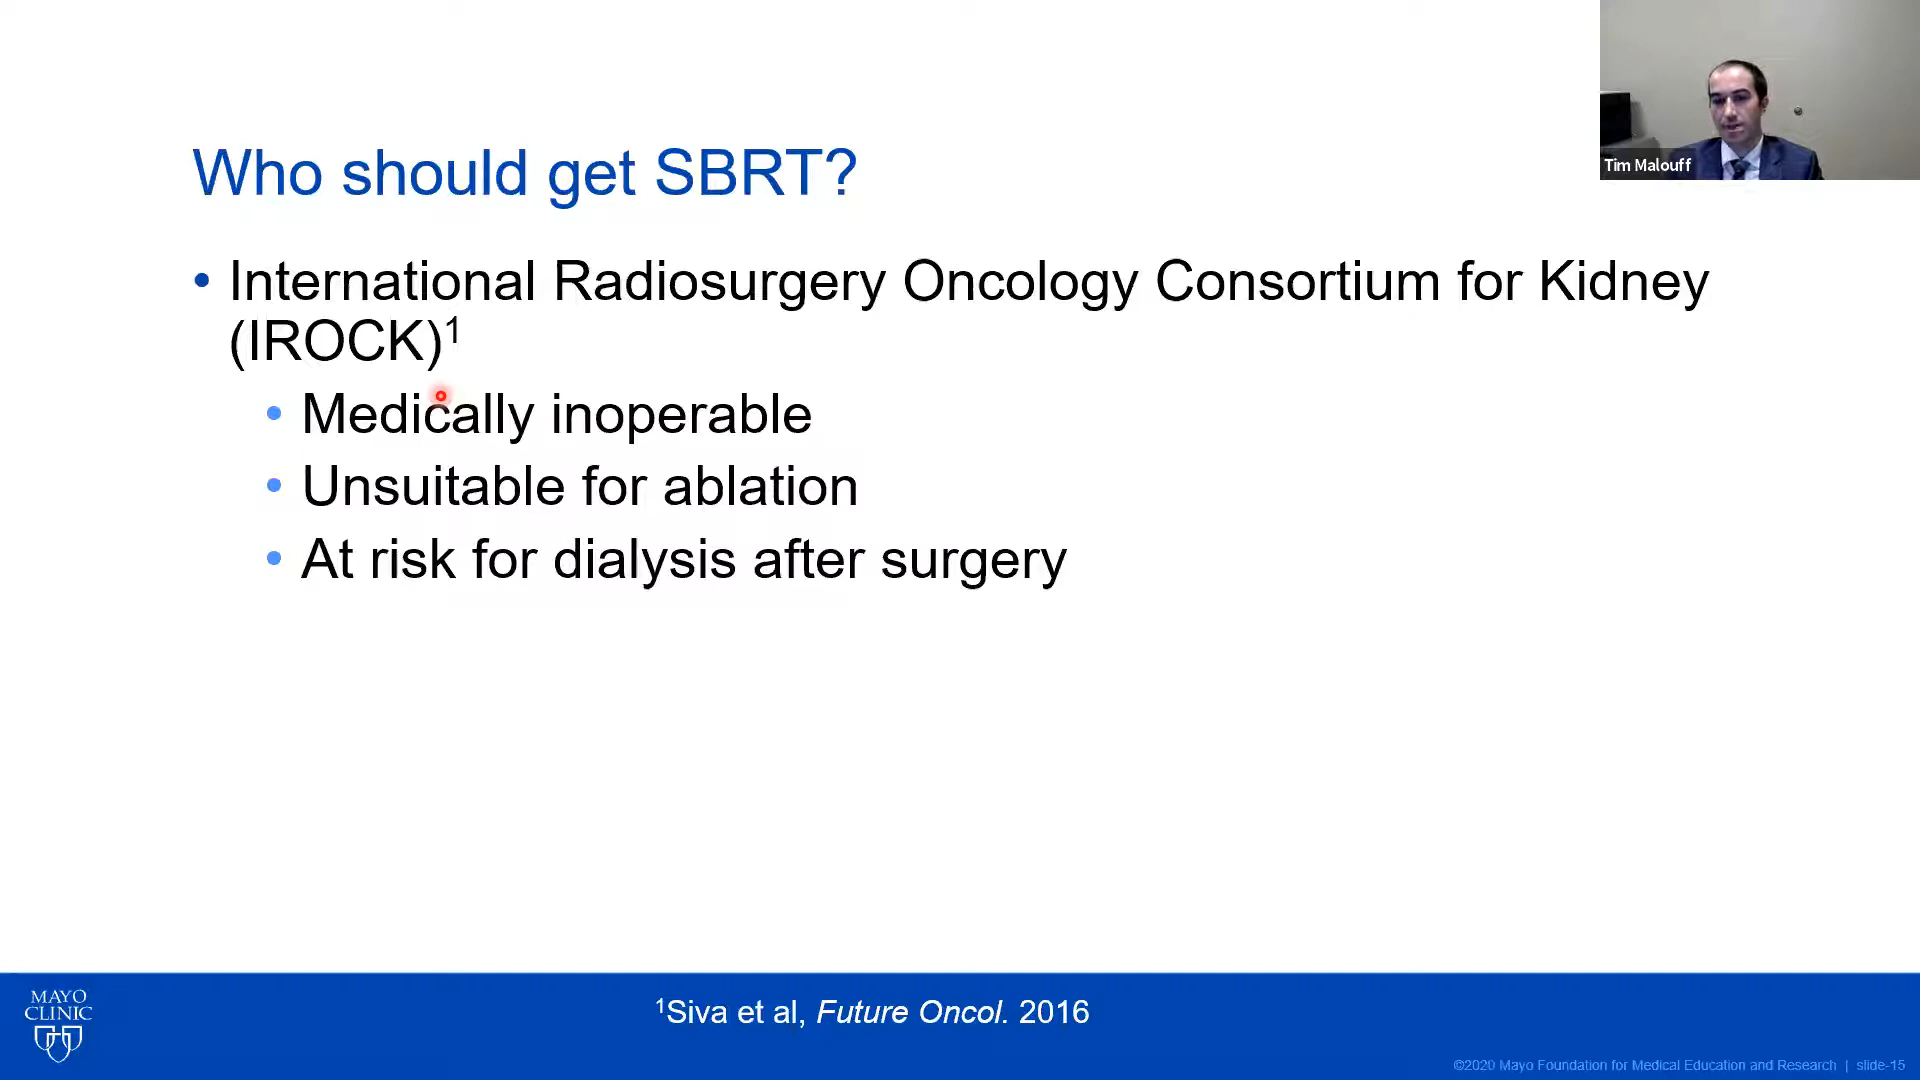 Who should get SBRT?
Tim Malouff
• International Radiosurgery Oncology Consortium for Kidney
(IROCK)¹
• Medically inoperable
• Unsuitable for ablation
• At risk for dialysis after surgery
MAYO
CLINIC
¹Siva et al, Future Oncol. 2016
©2020 Mayo Foundation for Medical Education and Research | slide-15